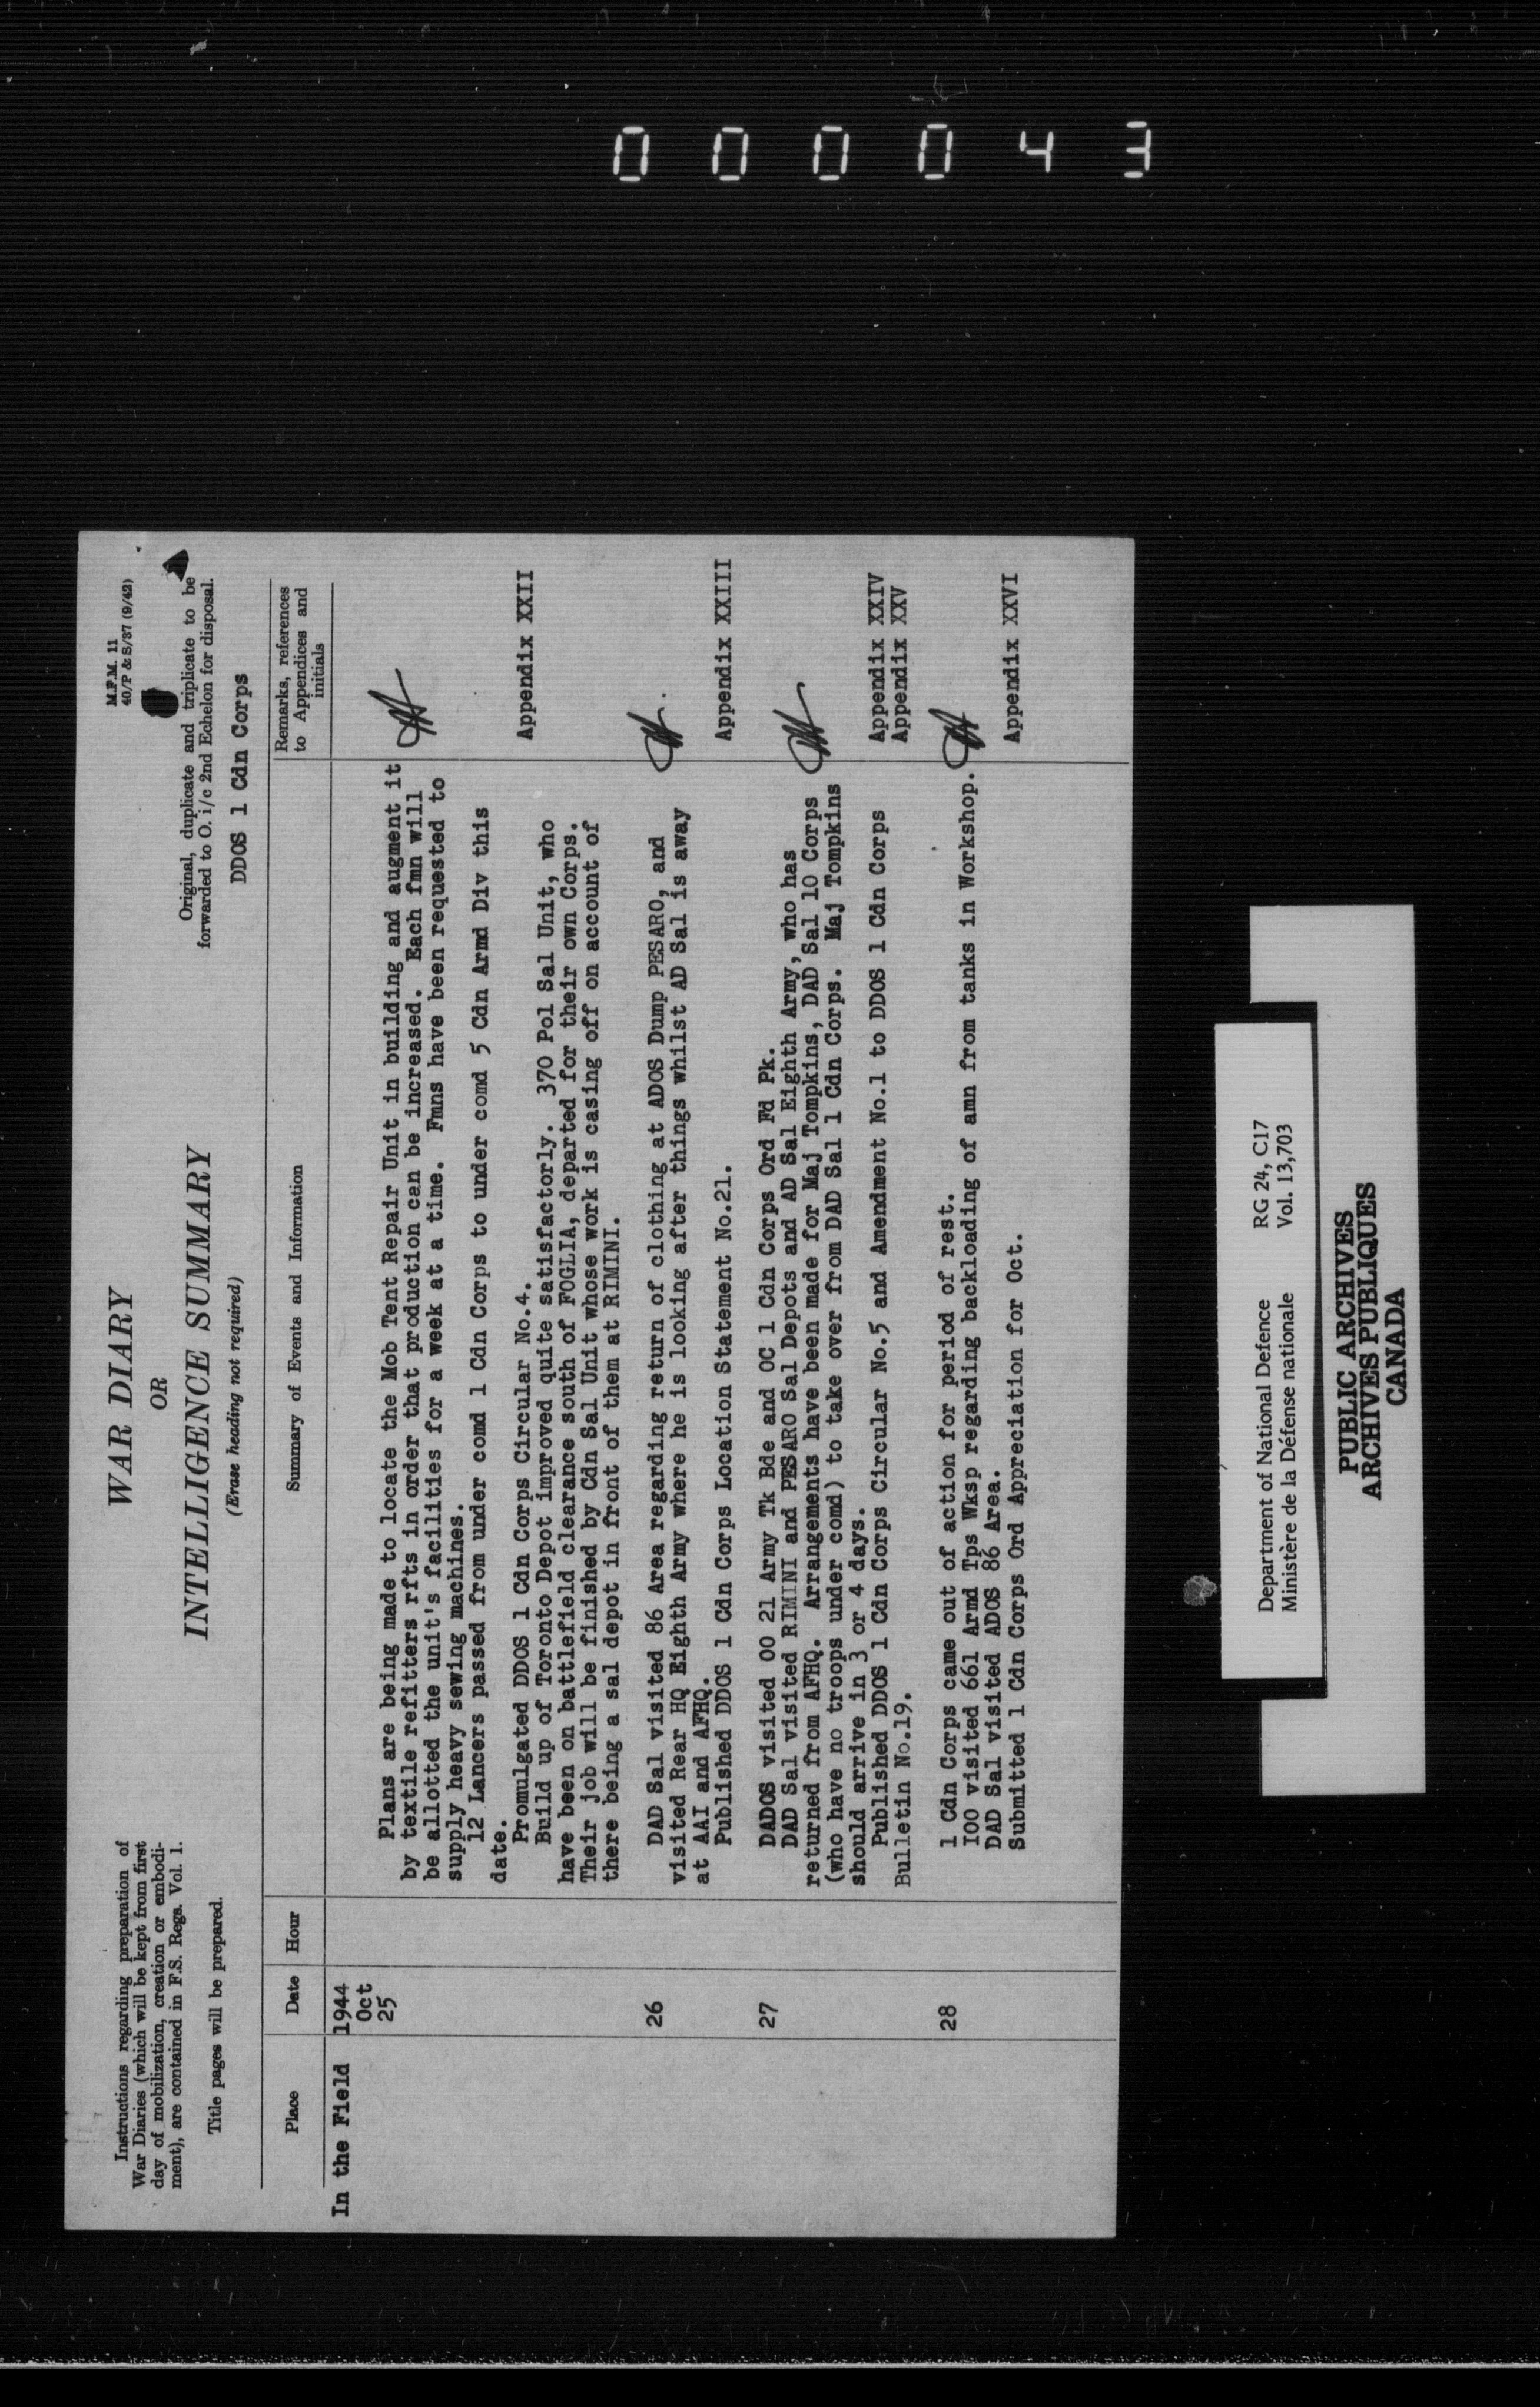 000043
Instructions regarding preparation of
War Diaries (which will be kept from first
day of mobilization, creation or embodi-
ment), are contained in F.S. Regs. Vol. 1.
Title pages will be prepared.
WAR DIARY
OR
INTELLIGENCE SUMMARY
(Erase heading not required)
M.F.M. 11
40/P & S/37 (9/42)
Original, duplicate and triplicate to be
forwarded to O. i/c 2nd Echelon for disposal.
DDOS 1 Cdn Corps
Place Date Hour Summary of Events and Information Remarks, references
to Appendices and
initials
In the Field 1944
Oct
25 Plans are being made to locate the Mob Tent Repair Unit in building and augment it
by textile refitters rfts in order that production can be increased. Each fmn will
be allotted the unit's facilities for a week at a time. Fmns have been requested to
supply heavy sewing machines.
12 Lancers passed from under comd 1 Cdn Corps to under comd 5 Cdn Armd Div this
date.
Promulgated DDOS 1 Cdn Corps Circular No.4. Appendix XXII
Build up of Toronto Depot improved quite satisfactorily. 370 Pol Sal Unit, who
have been on battlefield clearance south of FOGLIA, departed for their own Corps.
Their job will be finished by Cdn Sal Unit whose work is casing off on account of
there being a sal depot in front of them at RIMINI.
26 DAD Sal visited 86 Area regarding return of clothing at ADOS Dump PESARO, and
visited Rear HQ Eighth Army where he is looking after things whilst AD Sal is away
at AAI and AFHQ.
Published DDOS 1 Cdn Corps Location Statement No.21. Appendix XXIII
27 DADOS visited OO 21 Army Tk Bde and OC 1 Cdn Corps Ord Fd Pk.
DAD Sal visited RIMINI and PESARO Sal Depots and AD Sal Eighth Army, who has
returned from AFHQ. Arrangements have been made for Maj Tompkins, DAD Sal 10 Corps
(who have no troops under comd) to take over from DAD Sal 1 Cdn Corps. Maj Tompkins
should arrive in 3 or 4 days.
Published DDOS 1 Cdn Corps Circular No.5 and Amendment No.1 to DDOS 1 Cdn Corps Appendix XXIV
Bulletin No.19. Appendix XXV
28 1 Cdn Corps came out of action for period of rest.
IOO visited 661 Armd Tps Wksp regarding backloading of amn from tanks in Workshop.
DAD Sal visited ADOS 86 Area.
Submitted 1 Cdn Corps Ord Appreciation for Oct. Appendix XXVI
Department of National Defence RG 24, C17
Ministère de la Défense nationale Vol. 13,703
PUBLIC ARCHIVES
ARCHIVES PUBLIQUES
CANADA